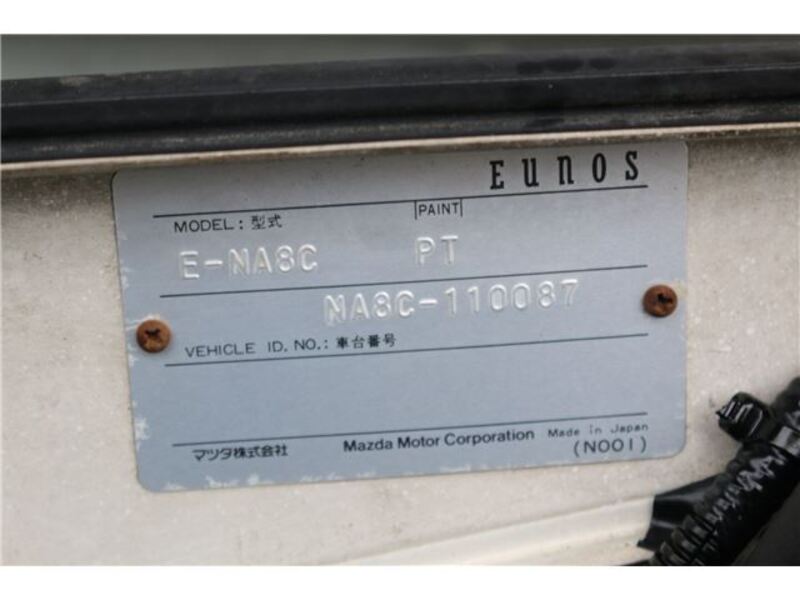 EUNOS
MODEL: 型式 PAINT
E-NA8C PT
NA8C-110087
VEHICLE ID. NO.: 車台番号
マツダ株式会社 Mazda Motor Corporation Made in Japan
(N001)